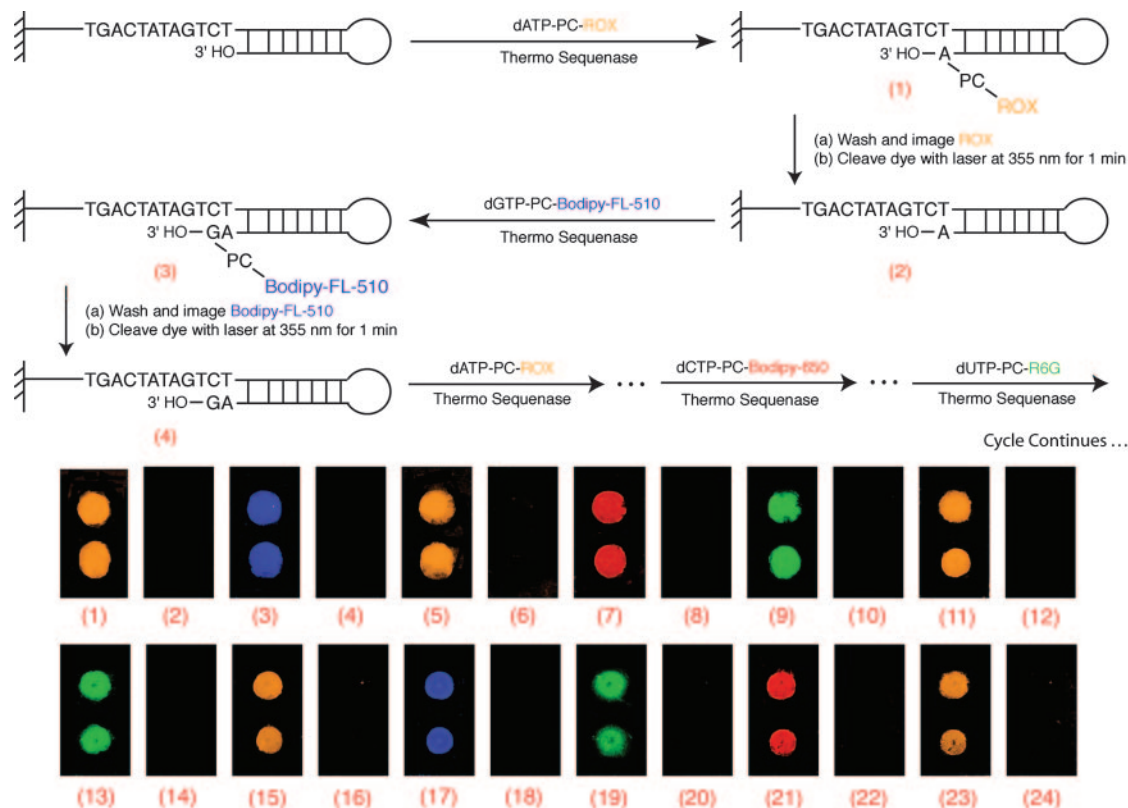 TGACTATAGTCT
3' HO
dATP-PC-ROX
Thermo Sequenase
TGACTATAGTCT
3' HO—A
PC
ROX
(1)
(a) Wash and image ROX
(b) Cleave dye with laser at 355 nm for 1 min
TGACTATAGTCT
3' HO—GA
PC
Bodipy-FL-510
(3)
dGTP-PC-Bodipy-FL-510
Thermo Sequenase
TGACTATAGTCT
3' HO—A
(2)
(a) Wash and image Bodipy-FL-510
(b) Cleave dye with laser at 355 nm for 1 min
TGACTATAGTCT
3' HO—GA
(4)
dATP-PC-ROX
Thermo Sequenase
...
dCTP-PC-Bodipy-650
Thermo Sequenase
...
dUTP-PC-R6G
Thermo Sequenase
Cycle Continues ...
(1) (2) (3) (4) (5) (6) (7) (8) (9) (10) (11) (12)
(13) (14) (15) (16) (17) (18) (19) (20) (21) (22) (23) (24)